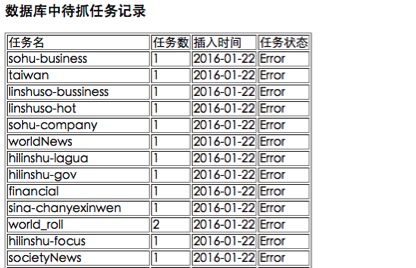 数据库中待抓任务记录
任务名 任务数 插入时间 任务状态
sohu-business 1 2016-01-22 Error
taiwan 1 2016-01-22 Error
linshuso-bussiness 1 2016-01-22 Error
linshuso-hot 1 2016-01-22 Error
sohu-company 1 2016-01-22 Error
worldNews 1 2016-01-22 Error
hilinshu-lagua 1 2016-01-22 Error
hilinshu-gov 1 2016-01-22 Error
financial 1 2016-01-22 Error
sina-chanyexinwen 1 2016-01-22 Error
world_roll 2 2016-01-22 Error
hilinshu-focus 1 2016-01-22 Error
societyNews 1 2016-01-22 Error